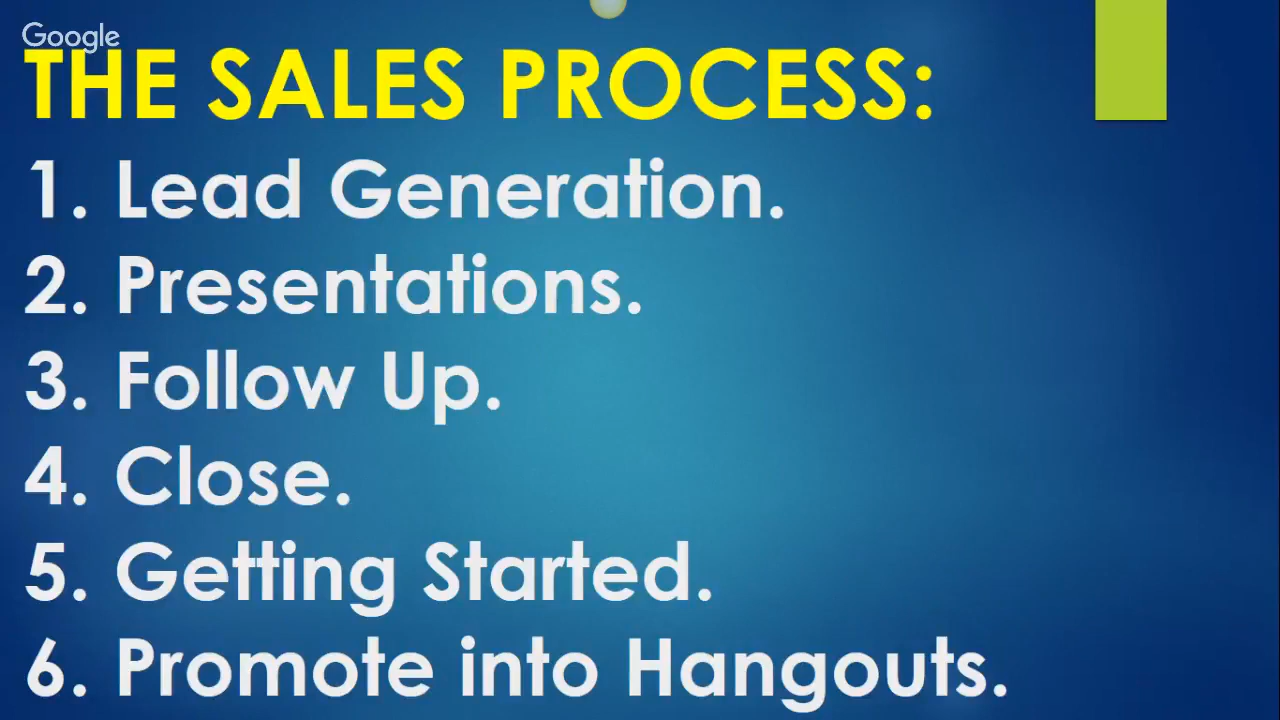 Google
THE SALES PROCESS:
1. Lead Generation.
2. Presentations.
3. Follow Up.
4. Close.
5. Getting Started.
6. Promote into Hangouts.